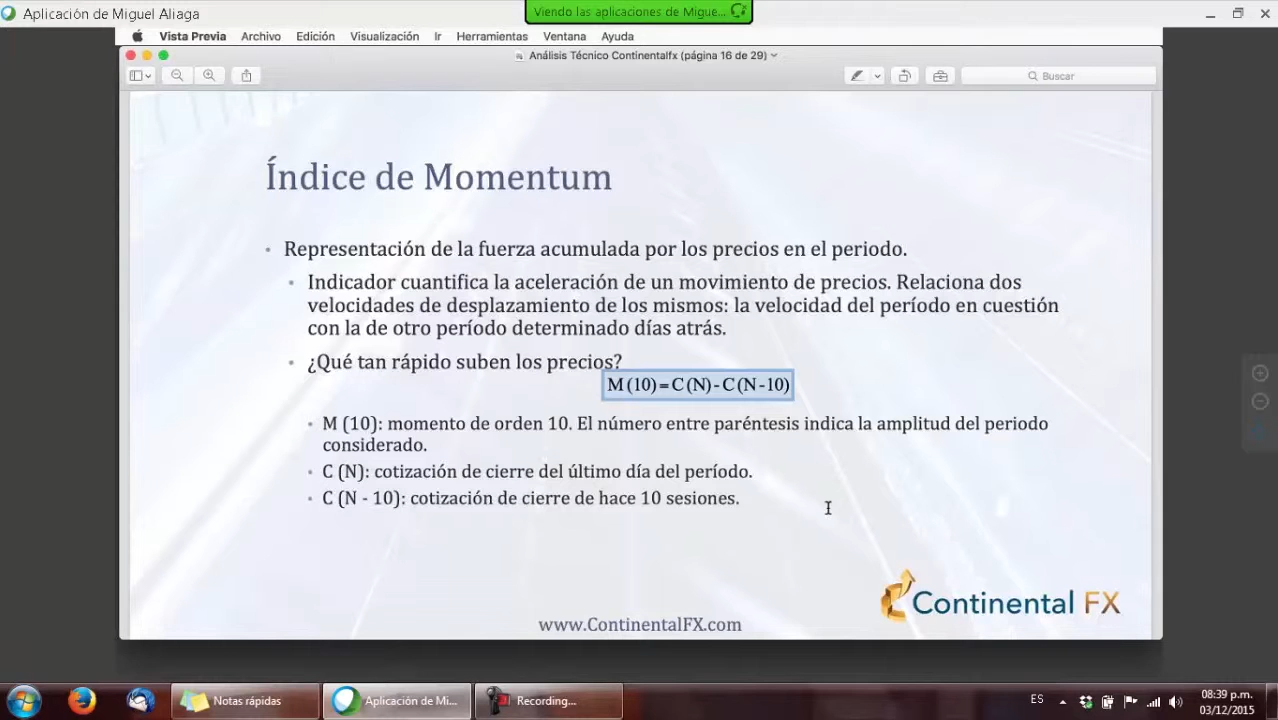 Aplicación de Miguel Aliaga
Viendo las aplicaciones de Migue...
Vista Previa Archivo Edición Visualización Ir Herramientas Ventana Ayuda
Análisis Técnico Continentalfx (página 16 de 29)
Buscar
Índice de Momentum
• Representación de la fuerza acumulada por los precios en el periodo.
• Indicador cuantifica la aceleración de un movimiento de precios. Relaciona dos
velocidades de desplazamiento de los mismos: la velocidad del período en cuestión
con la de otro período determinado días atrás.
• ¿Qué tan rápido suben los precios?
M (10) = C (N) - C (N -10)
• M (10): momento de orden 10. El número entre paréntesis indica la amplitud del periodo
considerado.
• C (N): cotización de cierre del último día del período.
• C (N - 10): cotización de cierre de hace 10 sesiones.
Continental FX
www.ContinentalFX.com
Notas rápidas
Aplicación de Mi...
Recording...
ES
08:39 p.m.
03/12/2015